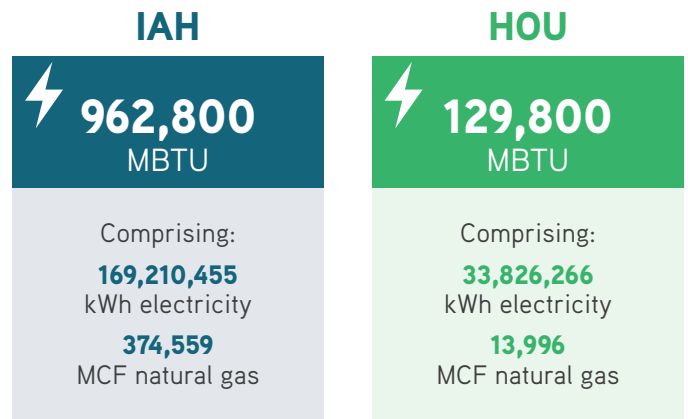 IAH
962,800
MBTU
Comprising:
169,210,455
kWh electricity
374,559
MCF natural gas
HOU
129,800
MBTU
Comprising:
33,826,266
kWh electricity
13,996
MCF natural gas